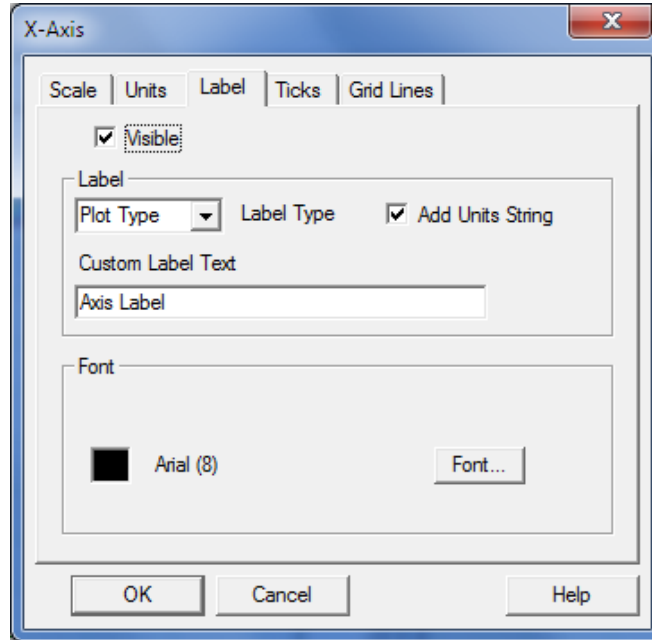 X-Axis
Scale Units Label Ticks Grid Lines
Visible
Label
Plot Type Label Type Add Units String
Custom Label Text
Axis Label
Font
Arial (8) Font...
OK Cancel Help